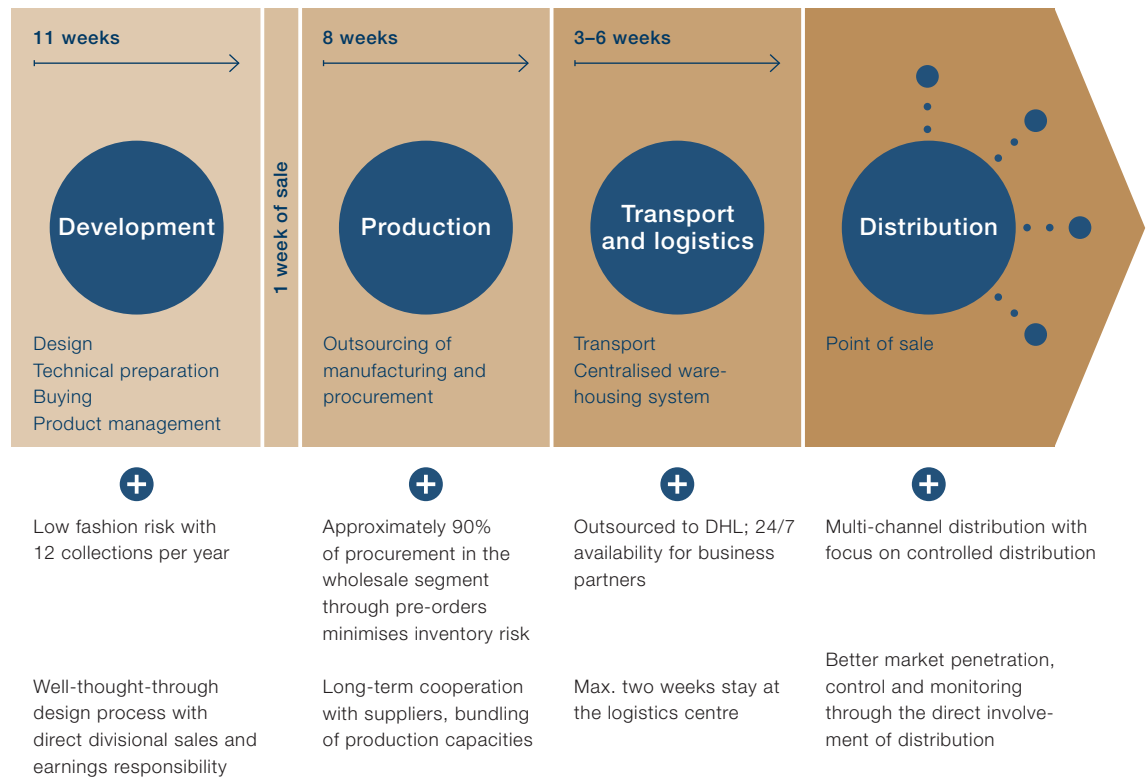 11 weeks
Development
Design
Technical preparation
Buying
Product management
1 week of sale
8 weeks
Production
Outsourcing of
manufacturing and
procurement
3–6 weeks
Transport
and logistics
Transport
Centralised ware-
housing system
Distribution
Point of sale
Low fashion risk with
12 collections per year
Well-thought-through
design process with
direct divisional sales and
earnings responsibility
Approximately 90%
of procurement in the
wholesale segment
through pre-orders
minimises inventory risk
Long-term cooperation
with suppliers, bundling
of production capacities
Outsourced to DHL; 24/7
availability for business
partners
Max. two weeks stay at
the logistics centre
Multi-channel distribution with
focus on controlled distribution
Better market penetration,
control and monitoring
through the direct involve-
ment of distribution